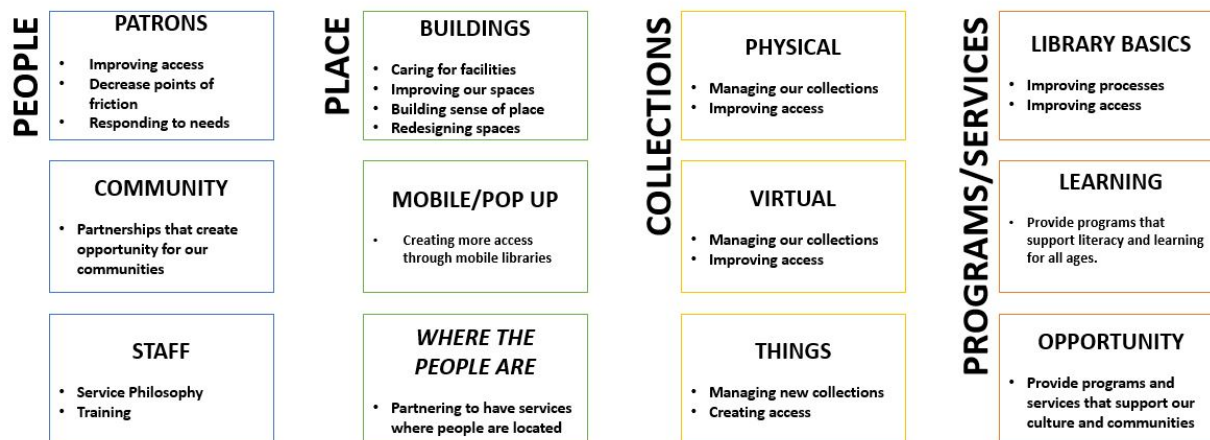 PEOPLE
PATRONS
• Improving access
• Decrease points of
friction
• Responding to needs
COMMUNITY
• Partnerships that create
opportunity for our
communities
STAFF
• Service Philosophy
• Training
PLACE
BUILDINGS
• Caring for facilities
• Improving our spaces
• Building sense of place
• Redesigning spaces
MOBILE/POP UP
• Creating more access
through mobile libraries
WHERE THE
PEOPLE ARE
• Partnering to have services
where people are located
COLLECTIONS
PHYSICAL
• Managing our collections
• Improving access
VIRTUAL
• Managing our collections
• Improving access
THINGS
• Managing new collections
• Creating access
PROGRAMS/SERVICES
LIBRARY BASICS
• Improving processes
• Improving access
LEARNING
• Provide programs that
support literacy and learning
for all ages.
OPPORTUNITY
• Provide programs and
services that support our
culture and communities